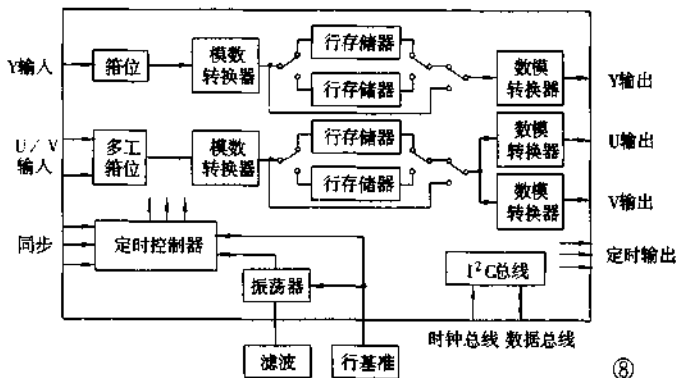 Y输入
箝位
模数
转换器
行存储器
行存储器
数模
转换器
Y输出
U/V
输入
多工
箝位
模数
转换器
行存储器
行存储器
数模
转换器
U输出
数模
转换器
V输出
同步
定时控制器
振荡器
I²C总线
定时输出
滤波
行基准
时钟总线 数据总线
⑧